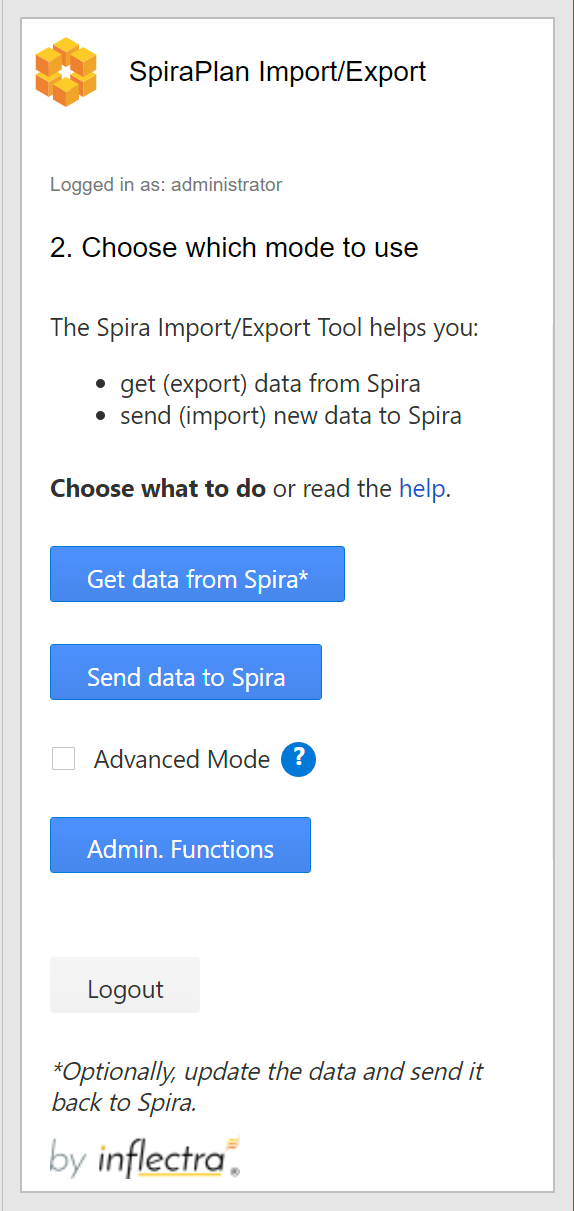 SpiraPlan Import/Export
Logged in as: administrator
2. Choose which mode to use
The Spira Import/Export Tool helps you:
• get (export) data from Spira
• send (import) new data to Spira
Choose what to do or read the help.
Get data from Spira*
Send data to Spira
Advanced Mode ?
Admin. Functions
Logout
*Optionally, update the data and send it
back to Spira.
by inflectra®